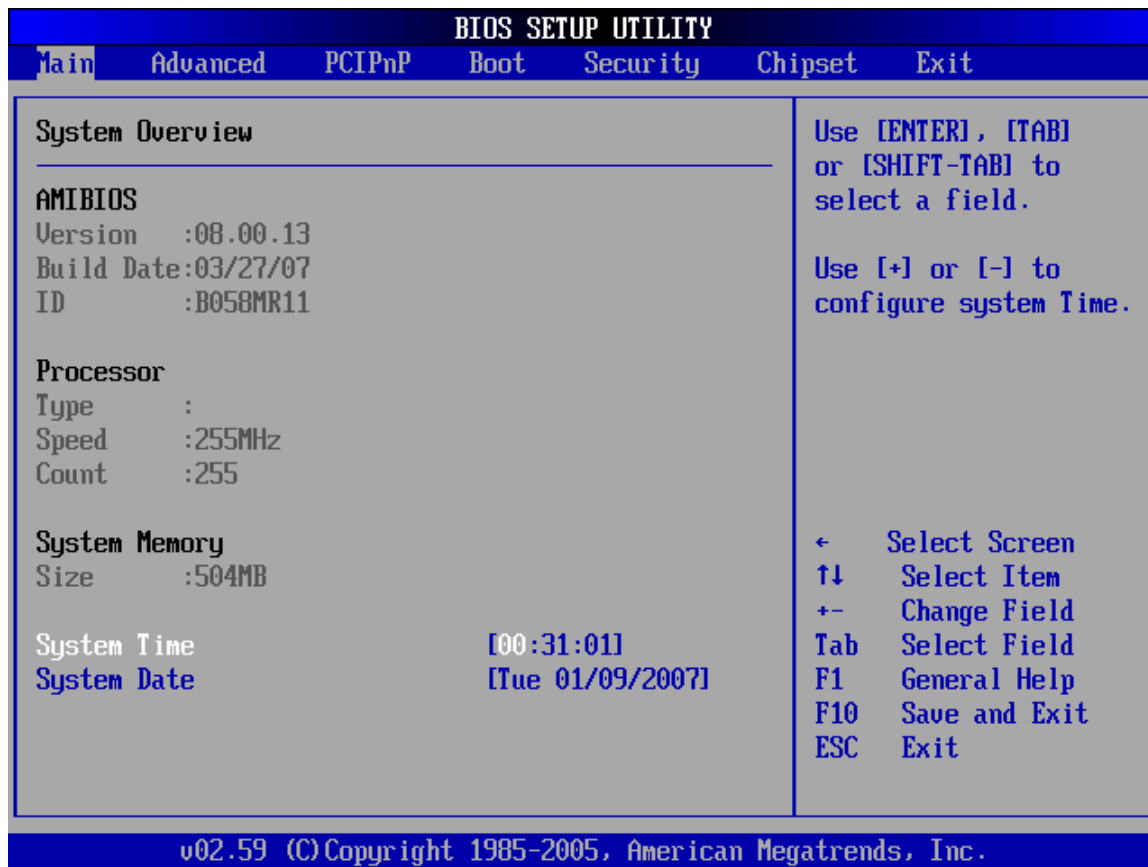 BIOS SETUP UTILITY
Main Advanced PCIPnP Boot Security Chipset Exit
System Overview
AMIBIOS
Version :08.00.13
Build Date:03/27/07
ID :B058MR11
Processor
Type :
Speed :255MHz
Count :255
System Memory
Size :504MB
System Time [00:31:01]
System Date [Tue 01/09/2007]
Use [ENTER], [TAB]
or [SHIFT-TAB] to
select a field.
Use [+] or [-] to
configure system Time.
← Select Screen
↑↓ Select Item
+- Change Field
Tab Select Field
F1 General Help
F10 Save and Exit
ESC Exit
v02.59 (C)Copyright 1985-2005, American Megatrends, Inc.